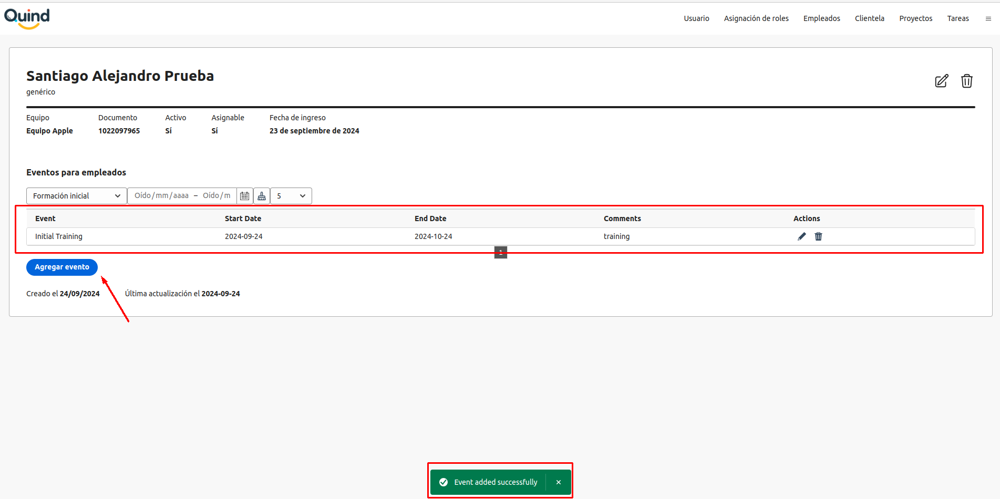 Quind
Usuario Asignación de roles Empleados Clientela Proyectos Tareas
Santiago Alejandro Prueba
genérico
Equipo Documento Activo Asignable Fecha de ingreso
Equipo Apple 1022097965 Sí Sí 23 de septiembre de 2024
Eventos para empleados
Formación inicial Oído/mm/aaaa – Oído/m 5
Event Start Date End Date Comments Actions
Initial Training 2024-09-24 2024-10-24 training
1
Agregar evento
Creado el 24/09/2024 Última actualización el 2024-09-24
Event added successfully